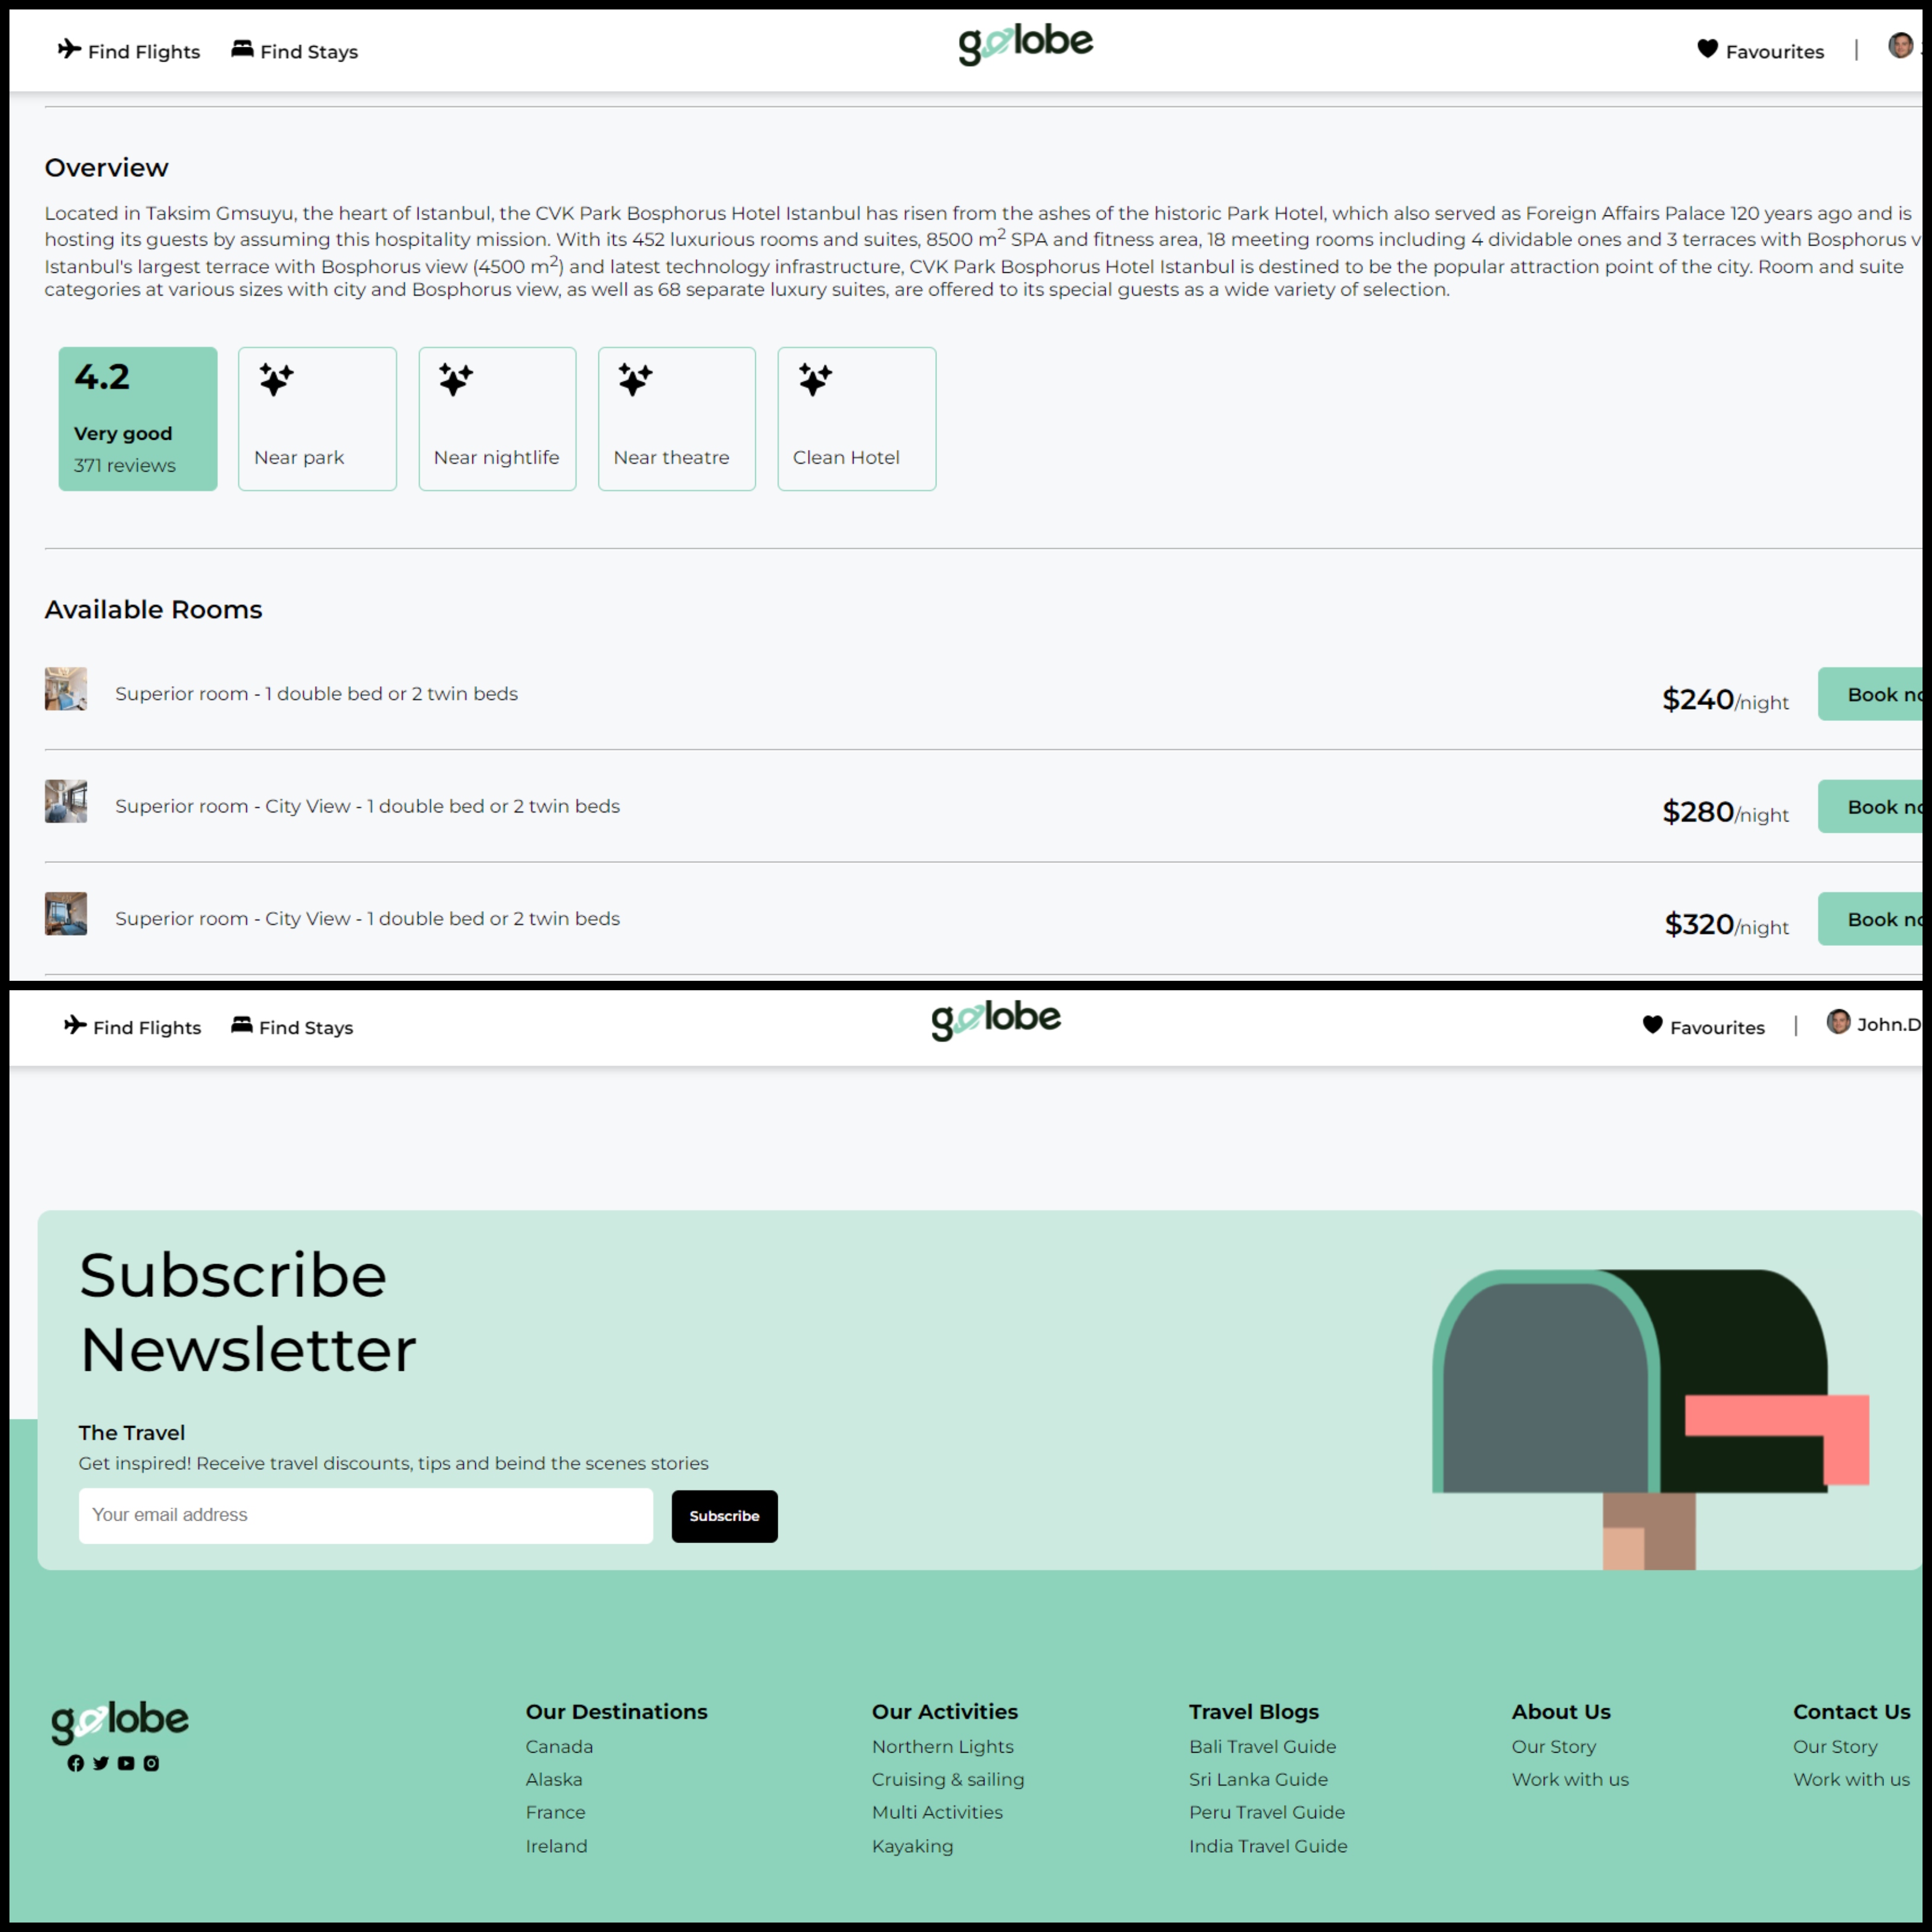 Find Flights Find Stays golobe Favourites |
Overview
Located in Taksim Gmsuyu, the heart of Istanbul, the CVK Park Bosphorus Hotel Istanbul has risen from the ashes of the historic Park Hotel, which also served as Foreign Affairs Palace 120 years ago and is
hosting its guests by assuming this hospitality mission. With its 452 luxurious rooms and suites, 8500 m² SPA and fitness area, 18 meeting rooms including 4 dividable ones and 3 terraces with Bosphorus v
Istanbul's largest terrace with Bosphorus view (4500 m²) and latest technology infrastructure, CVK Park Bosphorus Hotel Istanbul is destined to be the popular attraction point of the city. Room and suite
categories at various sizes with city and Bosphorus view, as well as 68 separate luxury suites, are offered to its special guests as a wide variety of selection.
4.2
Very good
371 reviews
Near park
Near nightlife
Near theatre
Clean Hotel
Available Rooms
Superior room - 1 double bed or 2 twin beds $240/night Book no
Superior room - City View - 1 double bed or 2 twin beds $280/night Book no
Superior room - City View - 1 double bed or 2 twin beds $320/night Book no
Find Flights Find Stays golobe Favourites | John.D
Subscribe
Newsletter
The Travel
Get inspired! Receive travel discounts, tips and beind the scenes stories
Your email address Subscribe
golobe
Our Destinations
Canada
Alaska
France
Ireland
Our Activities
Northern Lights
Cruising & sailing
Multi Activities
Kayaking
Travel Blogs
Bali Travel Guide
Sri Lanka Guide
Peru Travel Guide
India Travel Guide
About Us
Our Story
Work with us
Contact Us
Our Story
Work with us